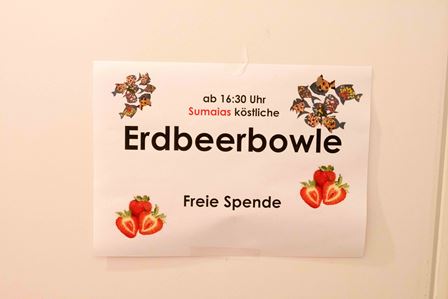 ab 16:30 Uhr
Sumaias köstliche
Erdbeerbowle
Freie Spende